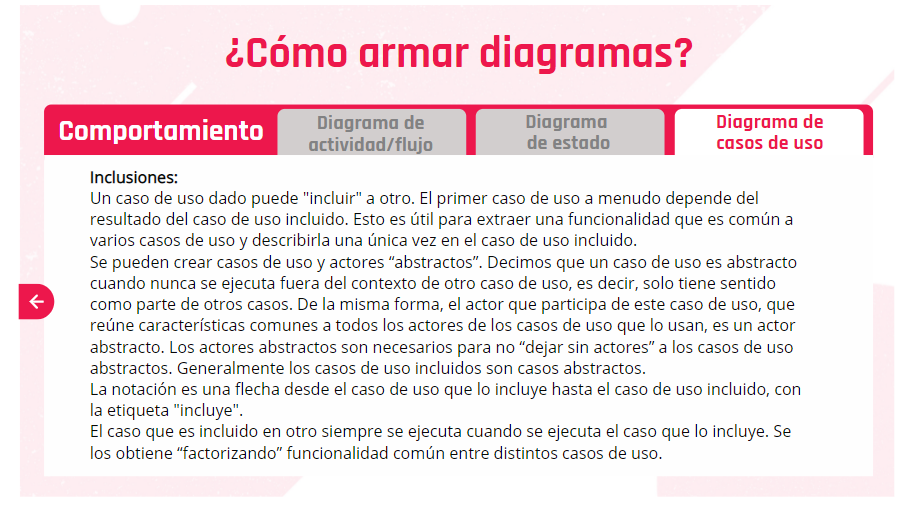 ¿Cómo armar diagramas?
Comportamiento
Diagrama de
actividad/flujo
Diagrama
de estado
Diagrama de
casos de uso
Inclusiones:
Un caso de uso dado puede "incluir" a otro. El primer caso de uso a menudo depende del
resultado del caso de uso incluido. Esto es útil para extraer una funcionalidad que es común a
varios casos de uso y describirla una única vez en el caso de uso incluido.
Se pueden crear casos de uso y actores “abstractos”. Decimos que un caso de uso es abstracto
cuando nunca se ejecuta fuera del contexto de otro caso de uso, es decir, solo tiene sentido
como parte de otros casos. De la misma forma, el actor que participa de este caso de uso, que
reúne características comunes a todos los actores de los casos de uso que lo usan, es un actor
abstracto. Los actores abstractos son necesarios para no “dejar sin actores” a los casos de uso
abstractos. Generalmente los casos de uso incluidos son casos abstractos.
La notación es una flecha desde el caso de uso que lo incluye hasta el caso de uso incluido, con
la etiqueta "incluye".
El caso que es incluido en otro siempre se ejecuta cuando se ejecuta el caso que lo incluye. Se
los obtiene “factorizando” funcionalidad común entre distintos casos de uso.